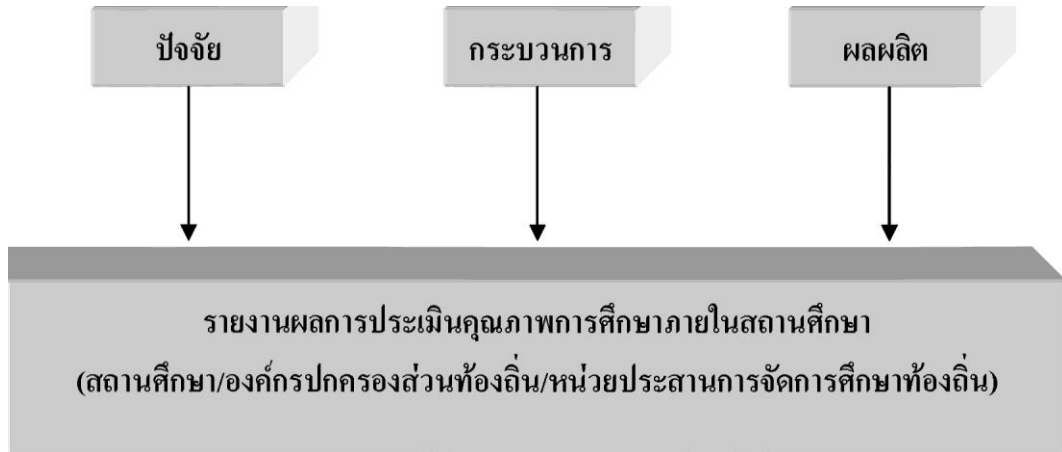 ปัจจัย
กระบวนการ
ผลผลิต
รายงานผลการประเมินคุณภาพการศึกษาภายในสถานศึกษา
(สถานศึกษา/องค์กรปกครองส่วนท้องถิ่น/หน่วยประสานการจัดการศึกษาท้องถิ่น)